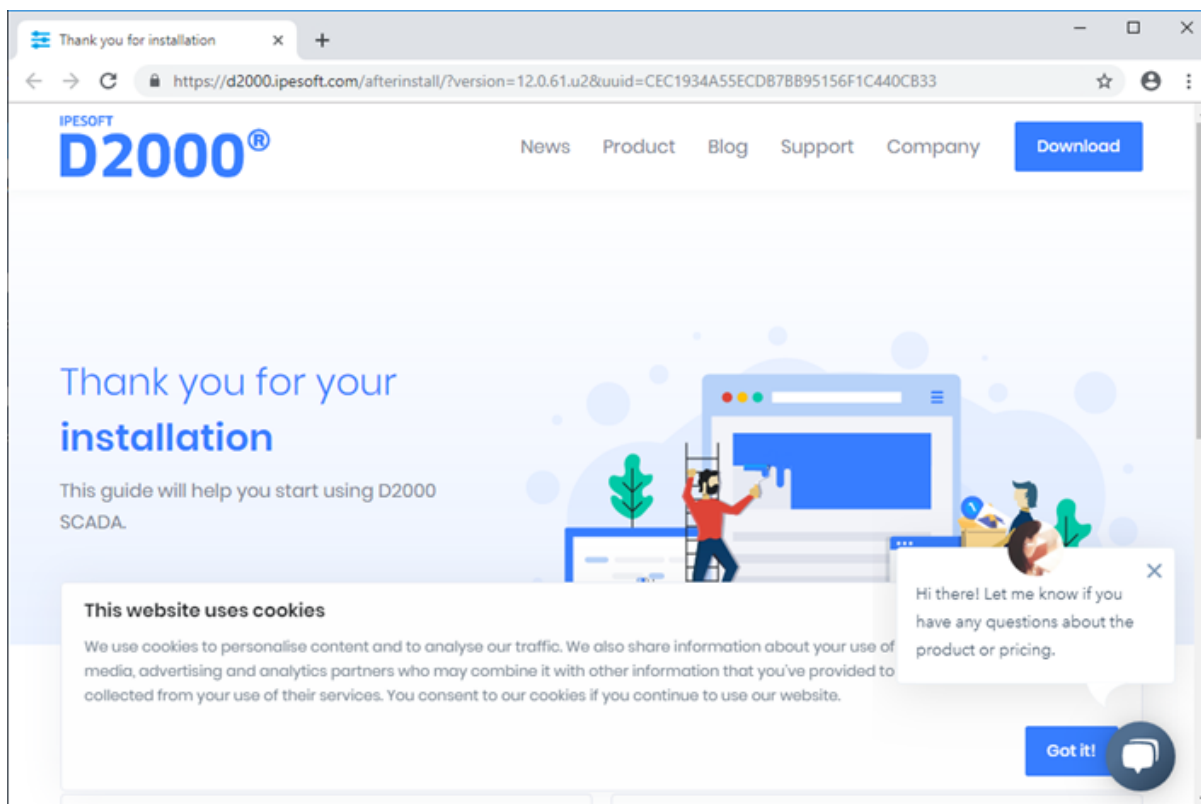 Thank you for installation
https://d2000.ipesoft.com/afterinstall/?version=12.0.61.u2&uuid=CEC1934A55ECDB7BB95156F1C440CB33
IPESOFT
D2000®
News Product Blog Support Company Download
Thank you for your
installation
This guide will help you start using D2000
SCADA.
This website uses cookies
We use cookies to personalise content and to analyse our traffic. We also share information about your use of
media, advertising and analytics partners who may combine it with other information that you've provided to
collected from your use of their services. You consent to our cookies if you continue to use our website.
Got it!
Hi there! Let me know if you
have any questions about the
product or pricing.